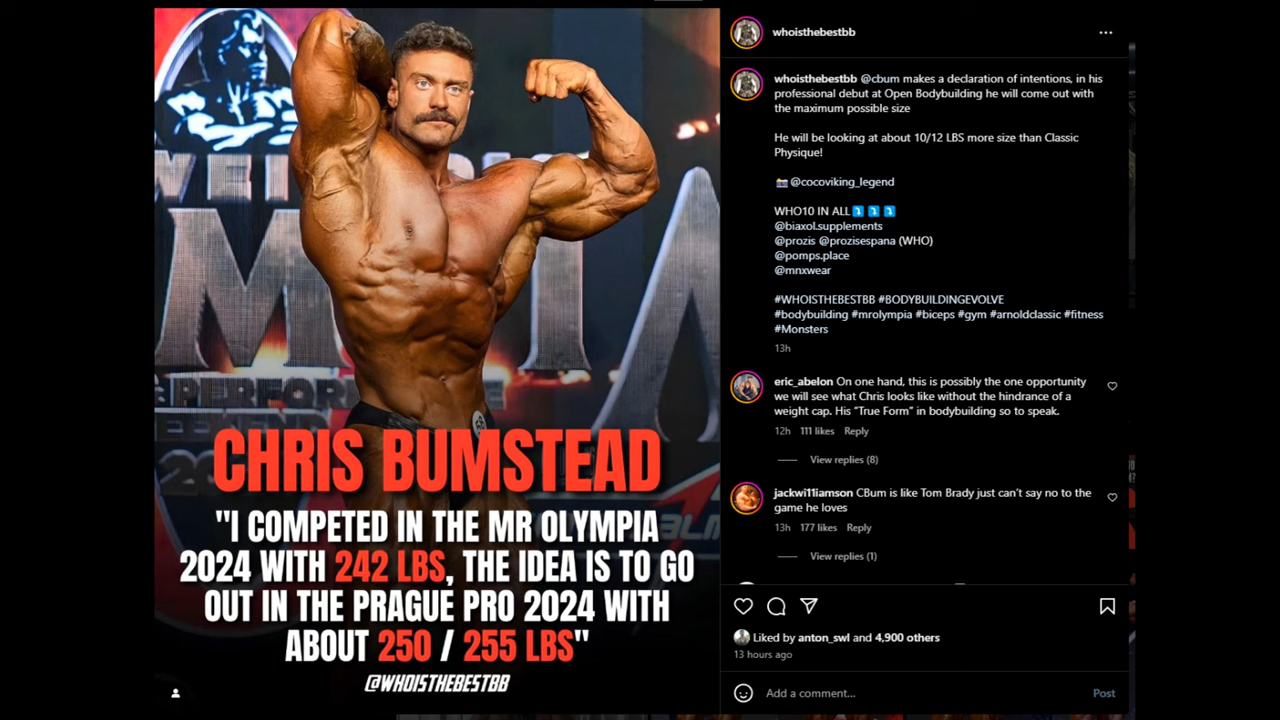 CHRIS BUMSTEAD
"I COMPETED IN THE MR OLYMPIA
2024 WITH 242 LBS, THE IDEA IS TO GO
OUT IN THE PRAGUE PRO 2024 WITH
ABOUT 250 / 255 LBS"
@WHOISTHEBESTBB
whoisthebestbb
whoisthebestbb @cbum makes a declaration of intentions, in his
professional debut at Open Bodybuilding he will come out with
the maximum possible size
He will be looking at about 10/12 LBS more size than Classic
Physique!
📸 @cocoviking_legend
WHO10 IN ALL⤵️⤵️⤵️
@biaxol.supplements
@prozis @prozisespana (WHO)
@pomps.place
@mnxwear
#WHOISTHEBESTBB #BODYBUILDINGEVOLVE
#bodybuilding #mrolympia #biceps #gym #arnoldclassic #fitness
#Monsters
13h
eric_abelon On one hand, this is possibly the one opportunity
we will see what Chris looks like without the hindrance of a
weight cap. His “True Form” in bodybuilding so to speak.
12h 111 likes Reply
View replies (8)
jackwi11iamson CBum is like Tom Brady just can’t say no to the
game he loves
13h 177 likes Reply
View replies (1)
Liked by anton_swl and 4,900 others
13 hours ago
Add a comment...
Post